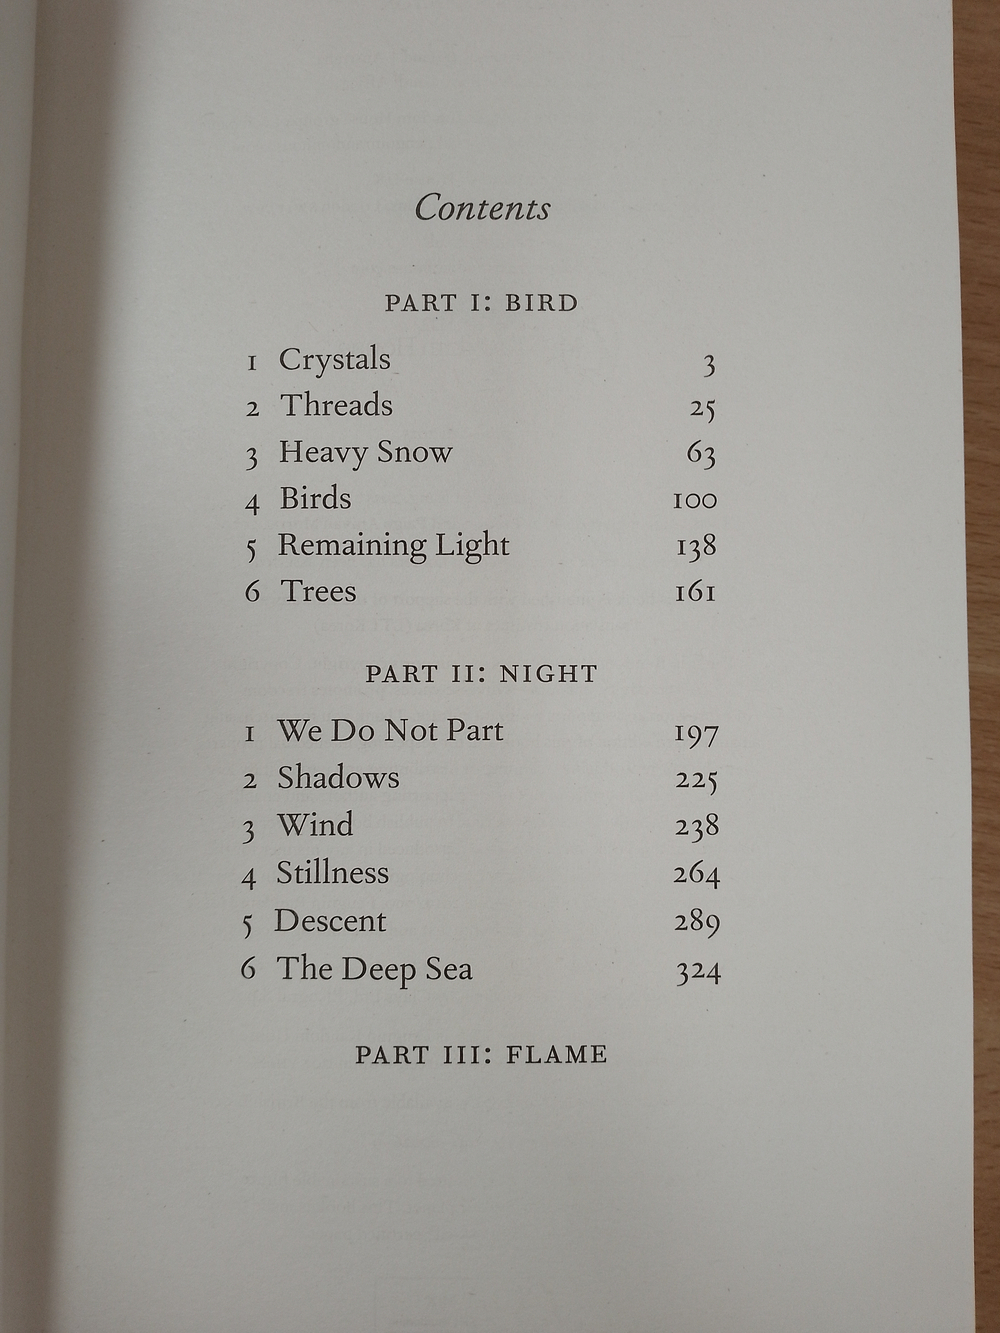 Contents
PART I: BIRD
1 Crystals 3
2 Threads 25
3 Heavy Snow 63
4 Birds 100
5 Remaining Light 138
6 Trees 161
PART II: NIGHT
1 We Do Not Part 197
2 Shadows 225
3 Wind 238
4 Stillness 264
5 Descent 289
6 The Deep Sea 324
PART III: FLAME